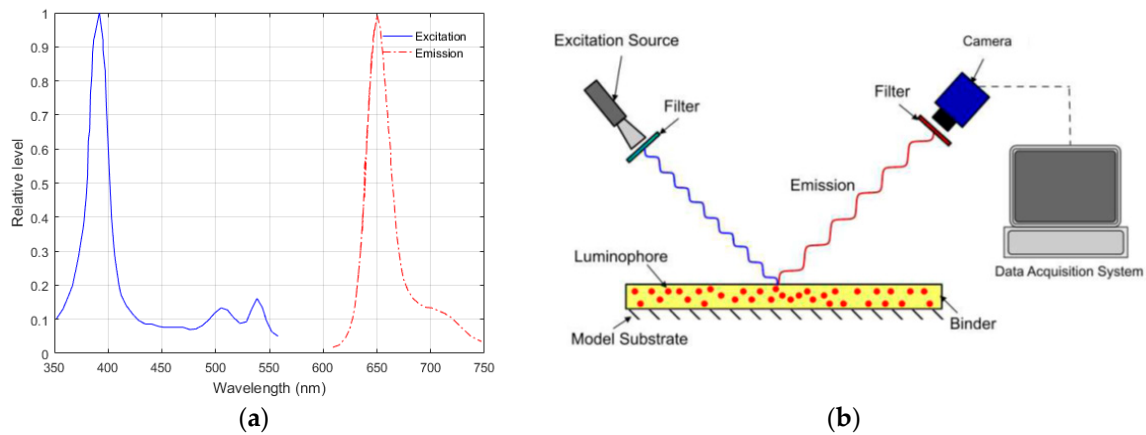 1
0.9
0.8
0.7
0.6
0.5
0.4
0.3
0.2
0.1
0
Relative level
350 400 450 500 550 600 650 700 750
Wavelength (nm)
Excitation
Emission
(a)
Excitation Source
Filter
Camera
Filter
Emission
Luminophore
Model Substrate
Binder
Data Acquisition System
(b)